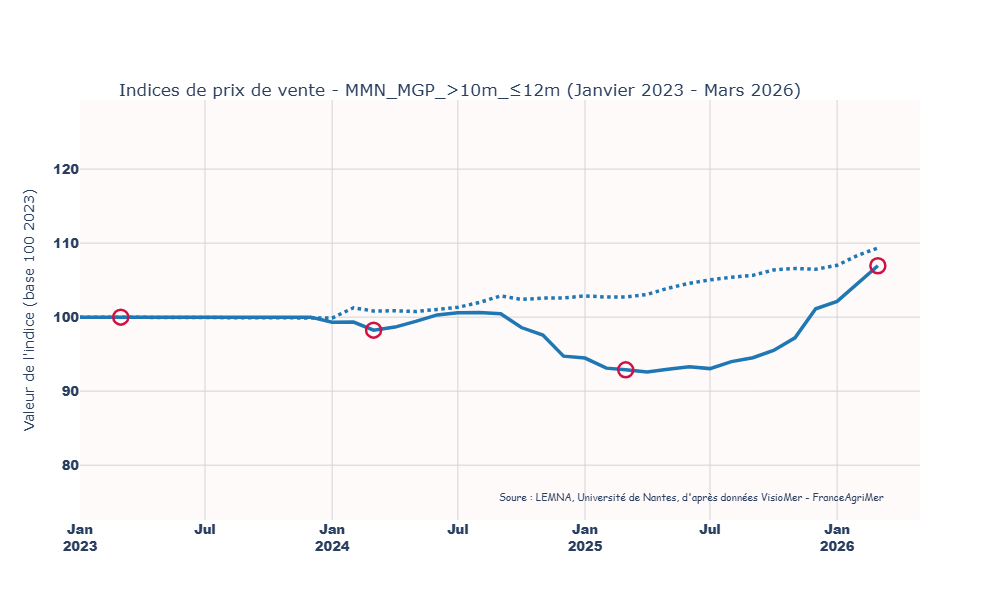 Indices de prix de vente - MMN_MGP_>10m_≤12m (Janvier 2023 - Mars 2026)
Valeur de l'indice (base 100 2023)
120
110
100
90
80
Soure : LEMNA, Université de Nantes, d'après données VisioMer - FranceAgriMer
Jan Jul Jan Jul Jan Jul Jan
2023 2024 2025 2026